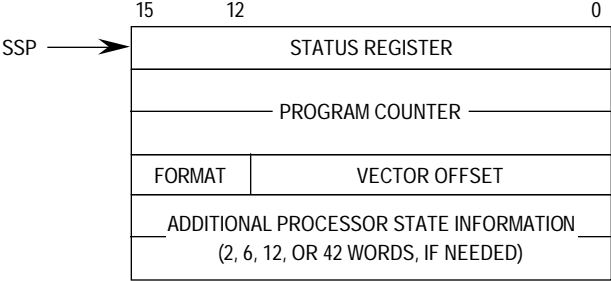 15 12 0
SSP STATUS REGISTER
PROGRAM COUNTER
FORMAT VECTOR OFFSET
ADDITIONAL PROCESSOR STATE INFORMATION
(2, 6, 12, OR 42 WORDS, IF NEEDED)